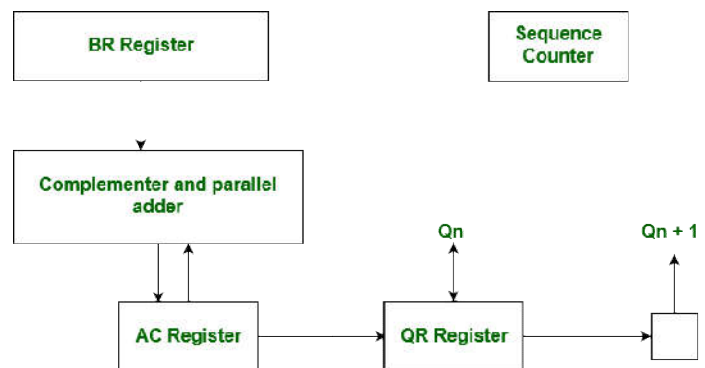 BR Register
Sequence
Counter
Complementer and parallel
adder
Qn
Qn + 1
AC Register
QR Register